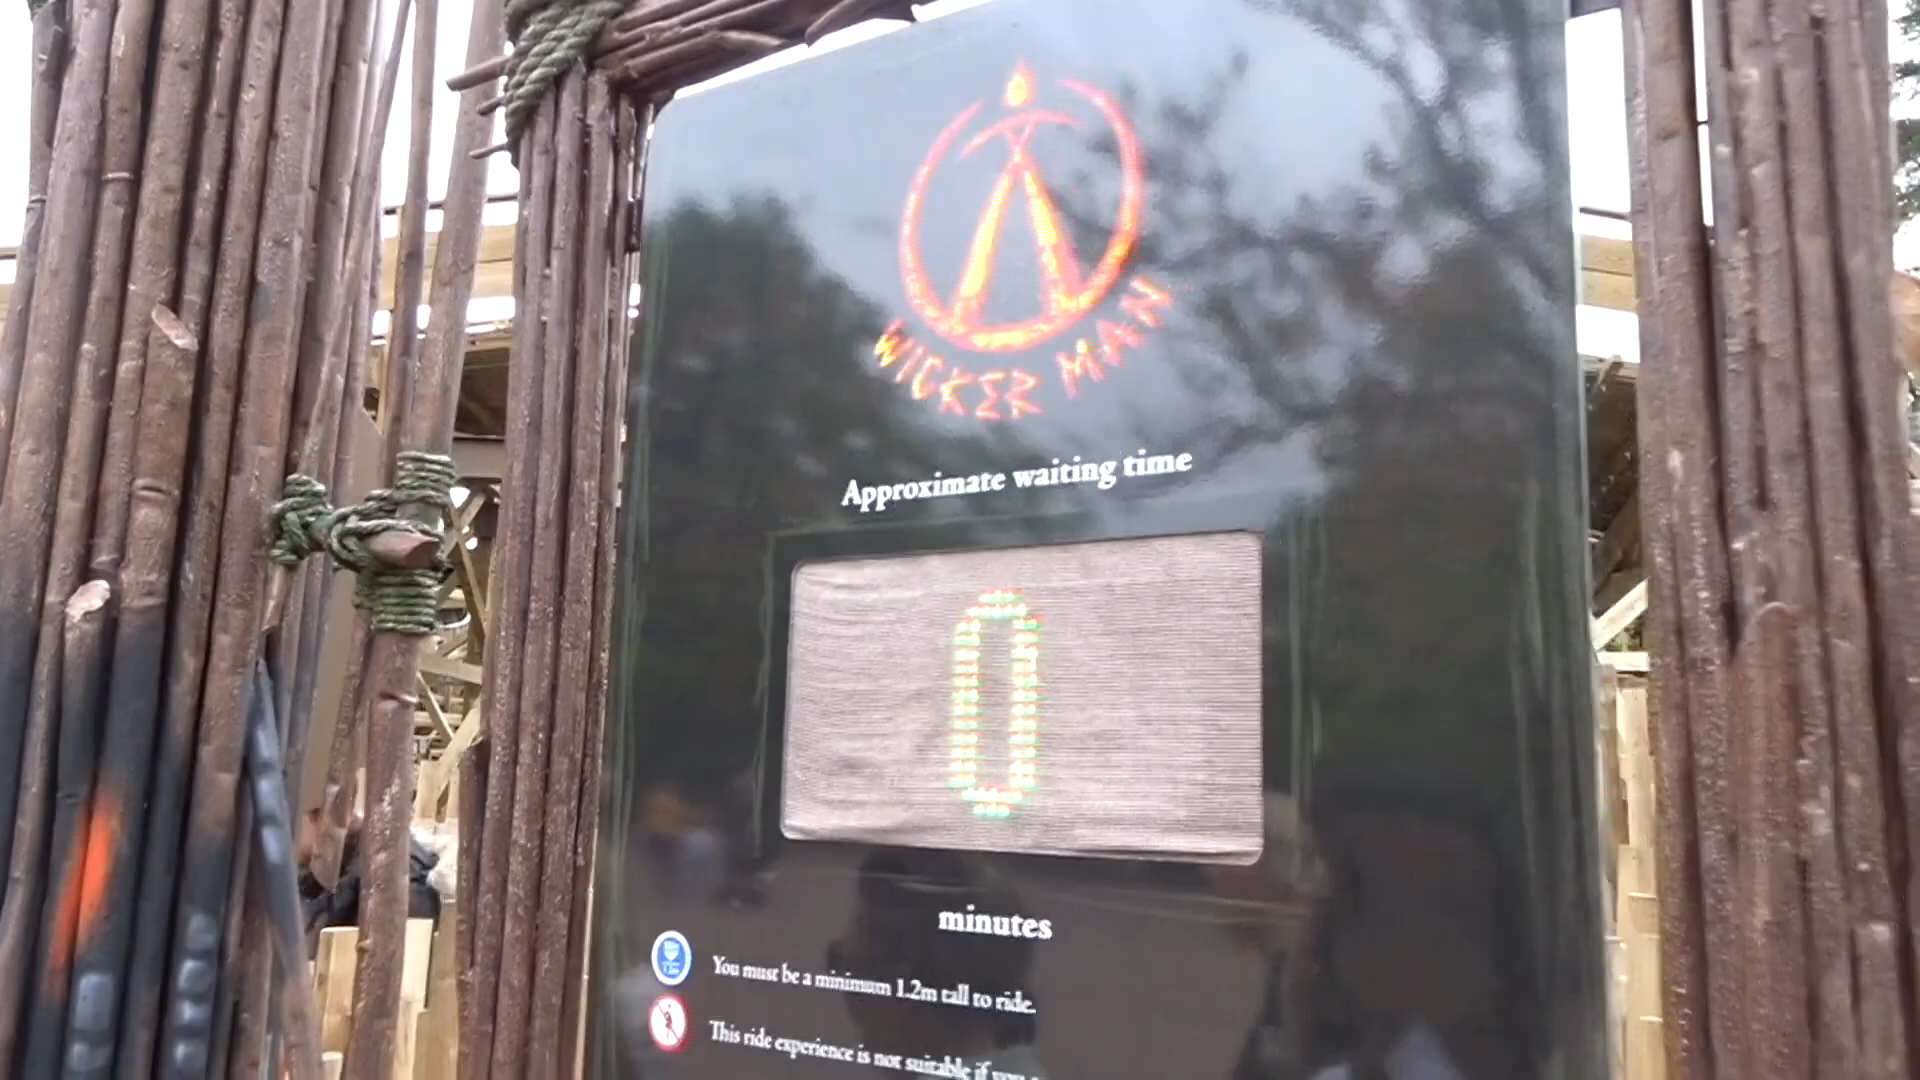 WICKER MAN
Approximate waiting time
0
minutes
You must be a minimum 1.2m tall to ride.
This ride experience is not suitable if you